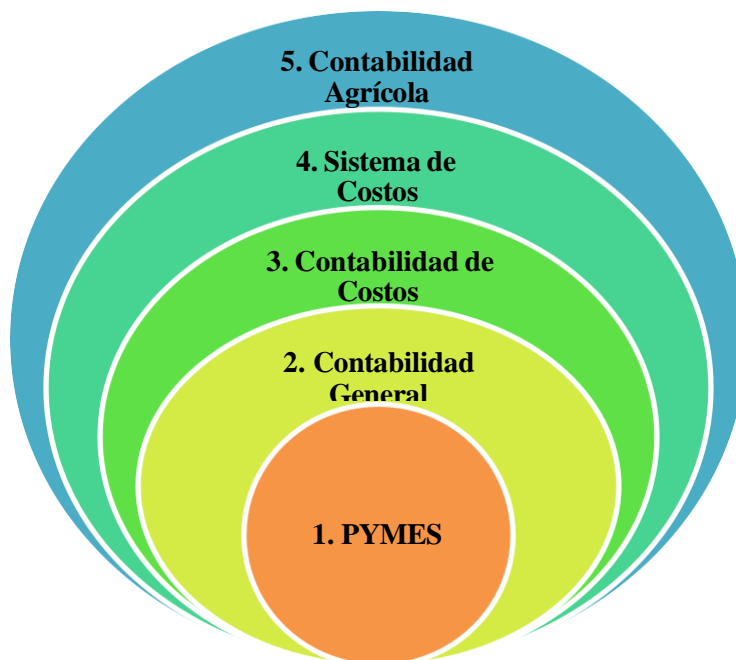 5. Contabilidad
Agrícola
4. Sistema de
Costos
3. Contabilidad de
Costos
2. Contabilidad
General
1. PYMES